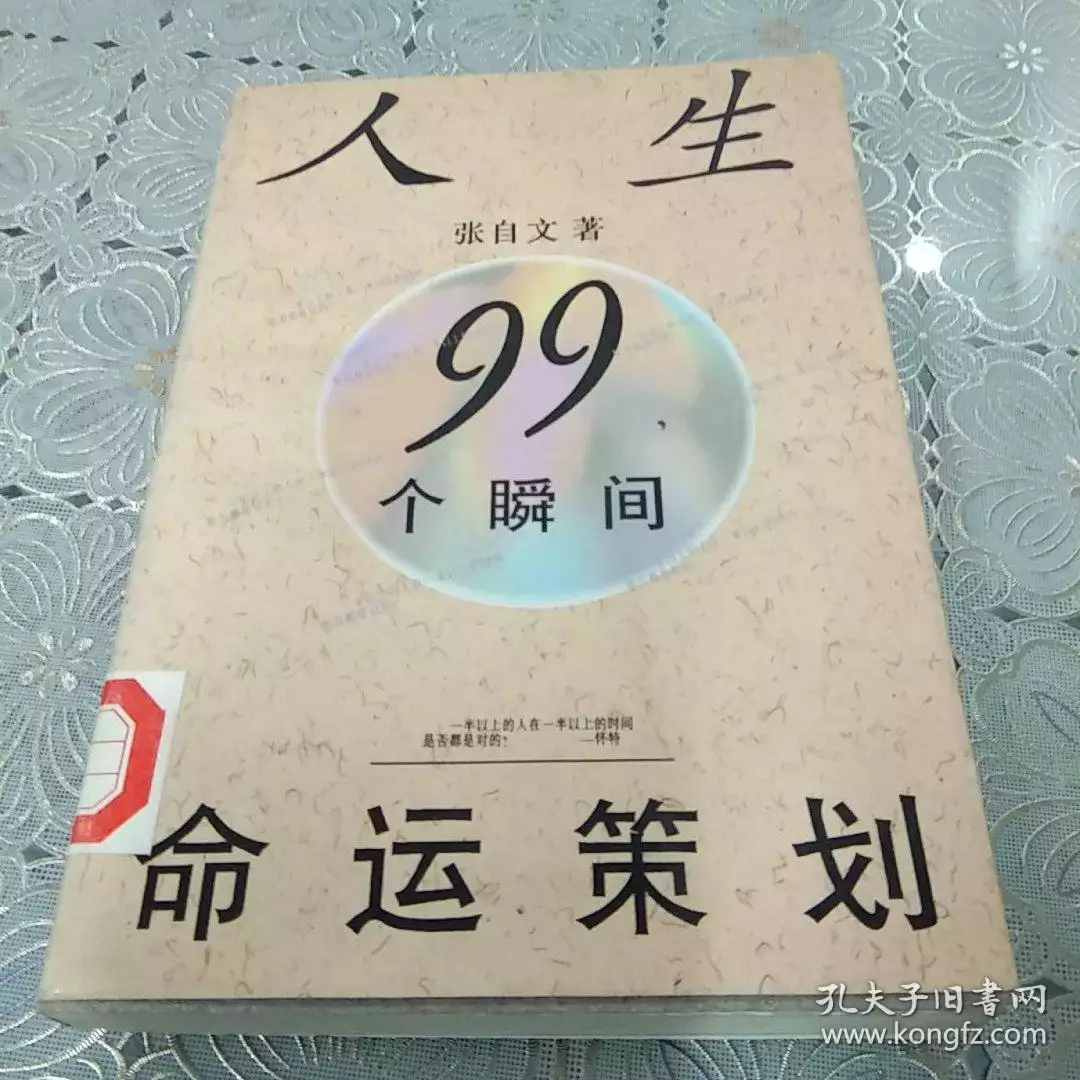 人 生
张自文 著
99
个 瞬 间
一半以上的人在一半以上的时间
是否都是对的? —怀特
命 运 策 划
孔夫子旧書网
www.kongfz.com